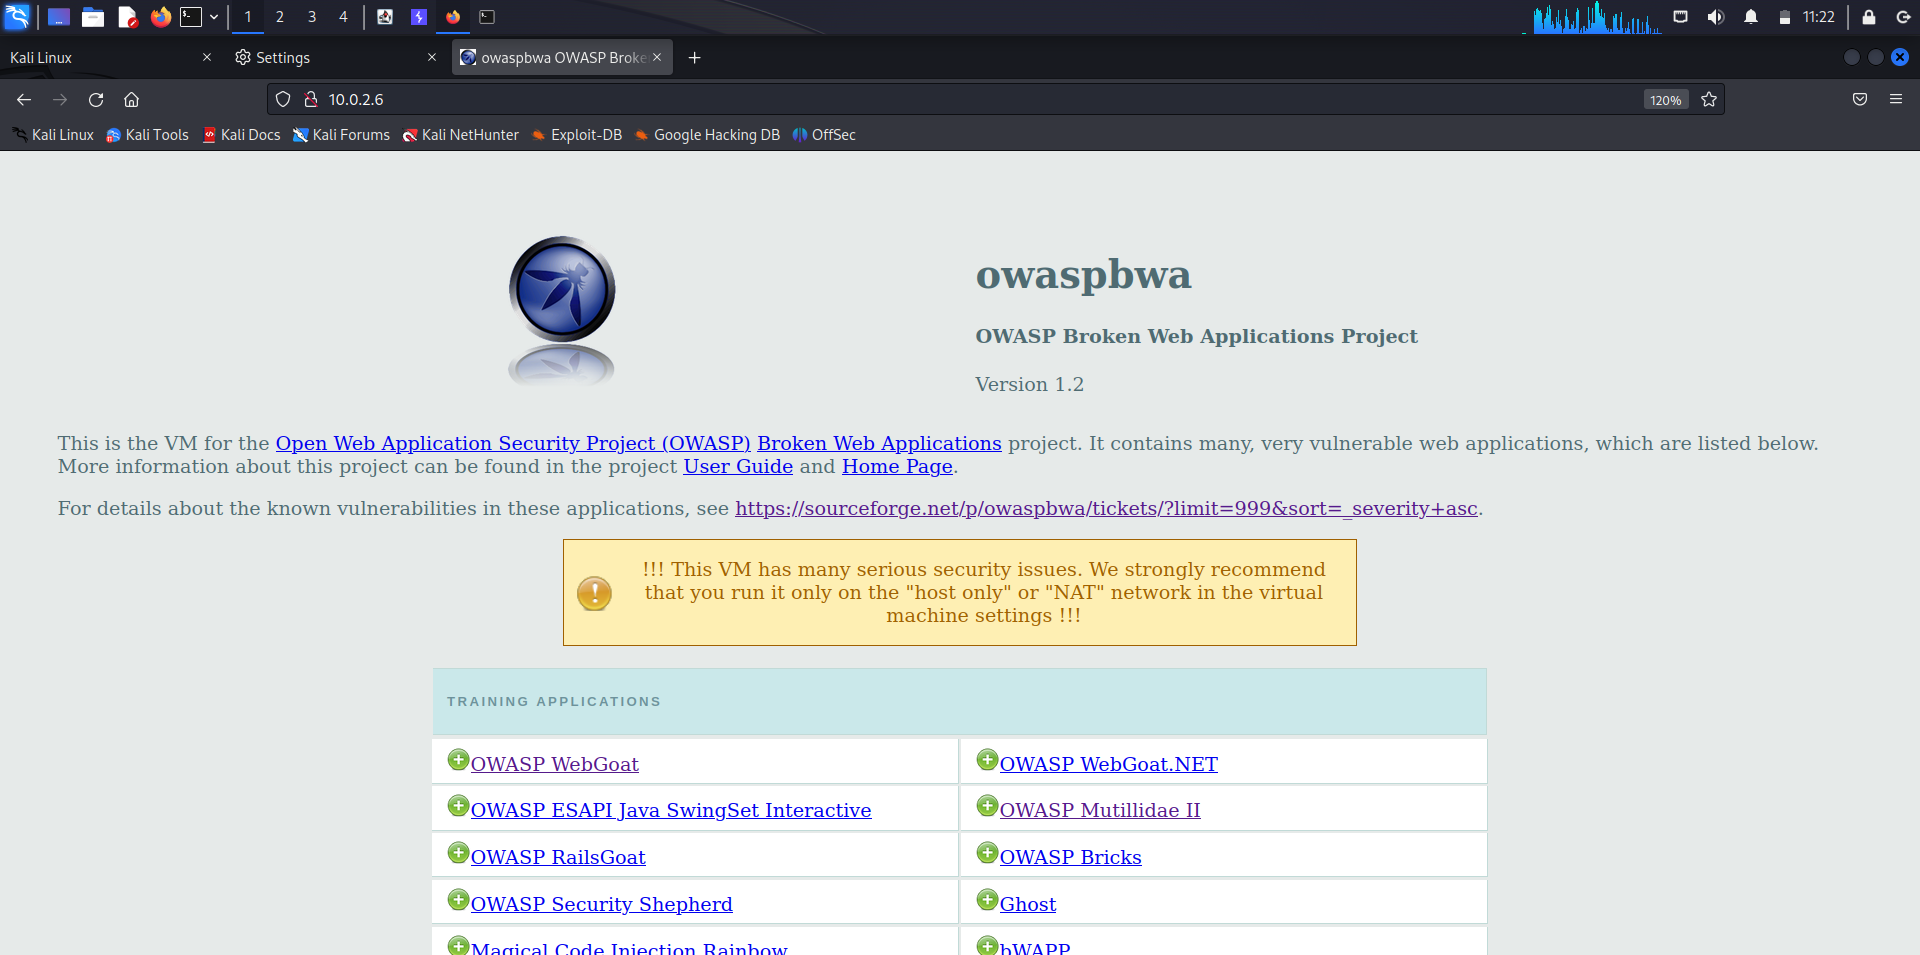 1 2 3 4 11:22
Kali Linux Settings owaspbwa OWASP Broke
10.0.2.6 120%
Kali Linux Kali Tools Kali Docs Kali Forums Kali NetHunter Exploit-DB Google Hacking DB OffSec
owaspbwa
OWASP Broken Web Applications Project
Version 1.2
This is the VM for the Open Web Application Security Project (OWASP) Broken Web Applications project. It contains many, very vulnerable web applications, which are listed below.
More information about this project can be found in the project User Guide and Home Page.
For details about the known vulnerabilities in these applications, see https://sourceforge.net/p/owaspbwa/tickets/?limit=999&sort=_severity+asc.
!!! This VM has many serious security issues. We strongly recommend
that you run it only on the "host only" or "NAT" network in the virtual
machine settings !!!
TRAINING APPLICATIONS
OWASP WebGoat OWASP WebGoat.NET
OWASP ESAPI Java SwingSet Interactive OWASP Mutillidae II
OWASP RailsGoat OWASP Bricks
OWASP Security Shepherd Ghost
Magical Code Injection Rainbow bWAPP